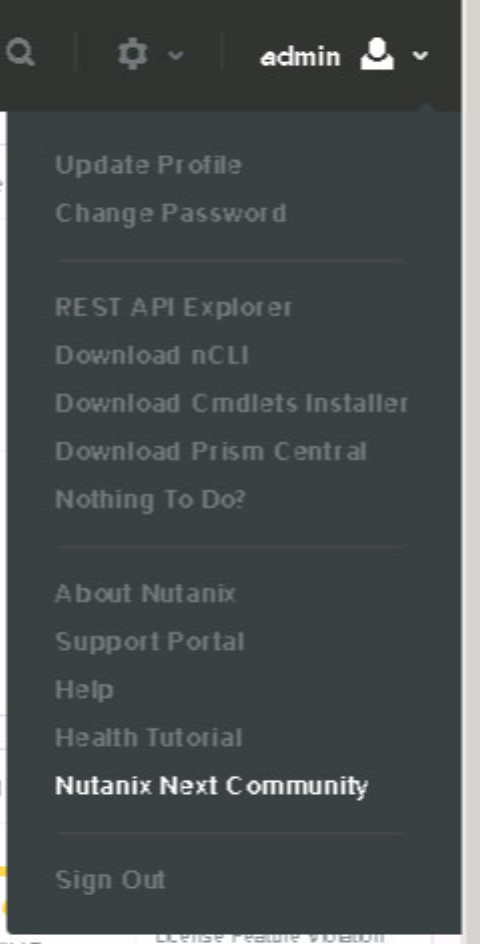 admin
Update Profile
Change Password
REST API Explorer
Download nCLI
Download Cmdlets Installer
Download Prism Central
Nothing To Do?
About Nutanix
Support Portal
Help
Health Tutorial
Nutanix Next Community
Sign Out
License Feature Violation